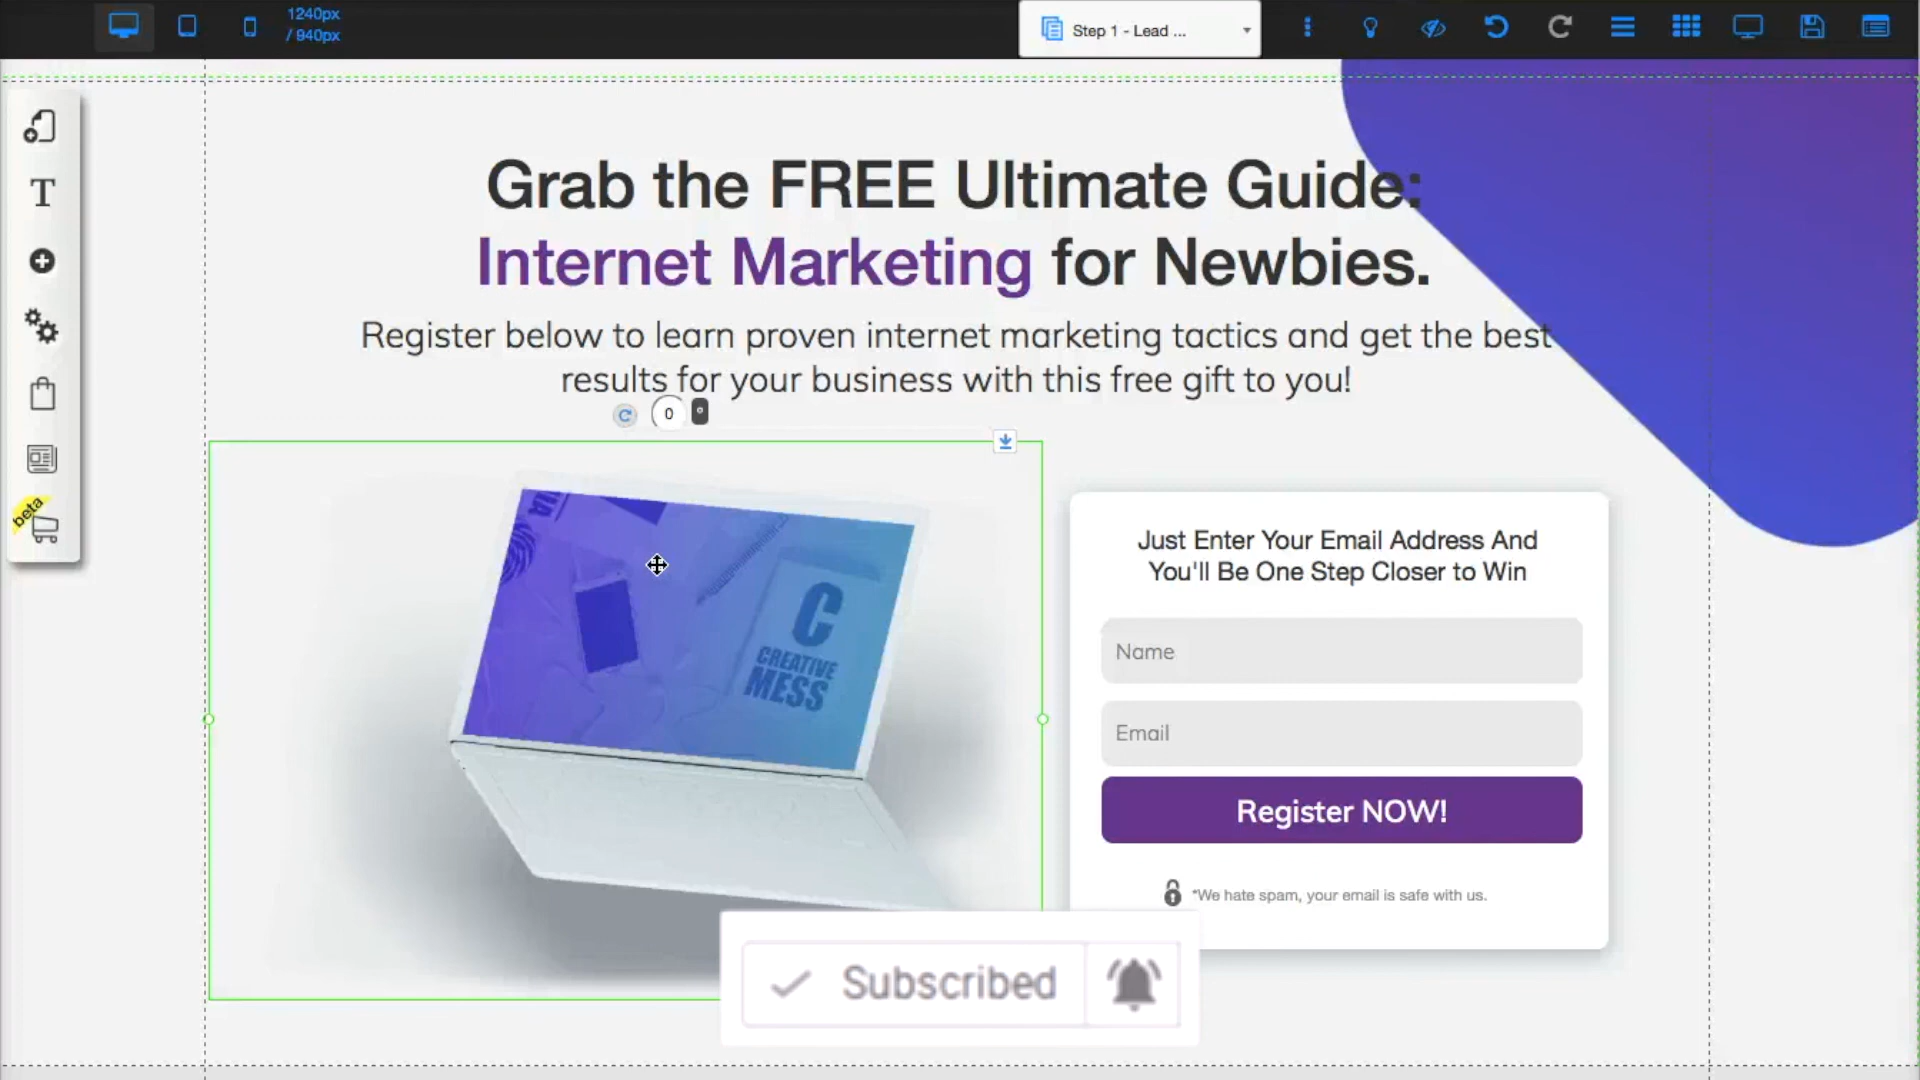 1240px
/ 940px
Step 1 - Lead ...
Grab the FREE Ultimate Guide:
Internet Marketing for Newbies.
Register below to learn proven internet marketing tactics and get the best
results for your business with this free gift to you!
0
°
C
CREATIVE
MESS
Just Enter Your Email Address And
You'll Be One Step Closer to Win
Name
Email
Register NOW!
*We hate spam, your email is safe with us.
beta
T
Subscribed